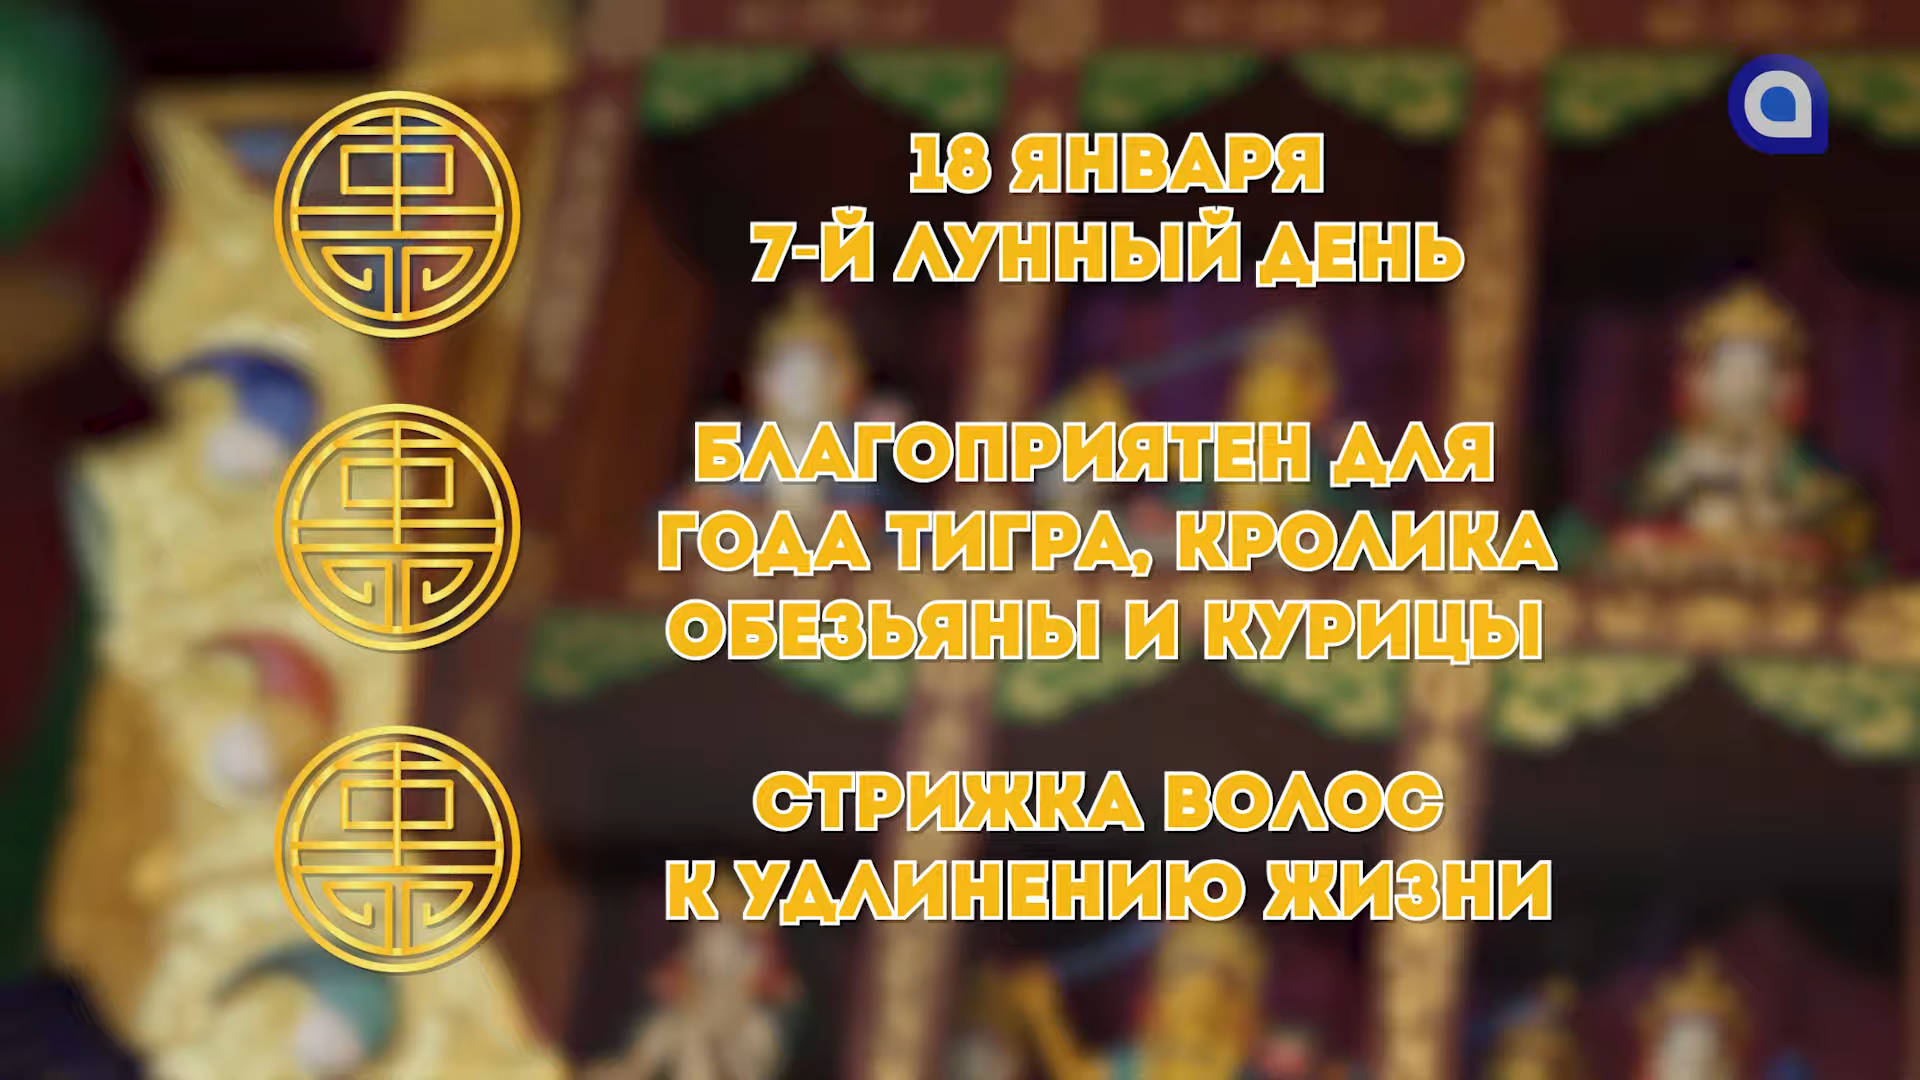 18 ЯНВАРЯ
7-Й ЛУННЫЙ ДЕНЬ
БЛАГОПРИЯТЕН ДЛЯ
ГОДА ТИГРА, КРОЛИКА
ОБЕЗЬЯНЫ И КУРИЦЫ
СТРИЖКА ВОЛОС
К УДЛИНЕНИЮ ЖИЗНИ